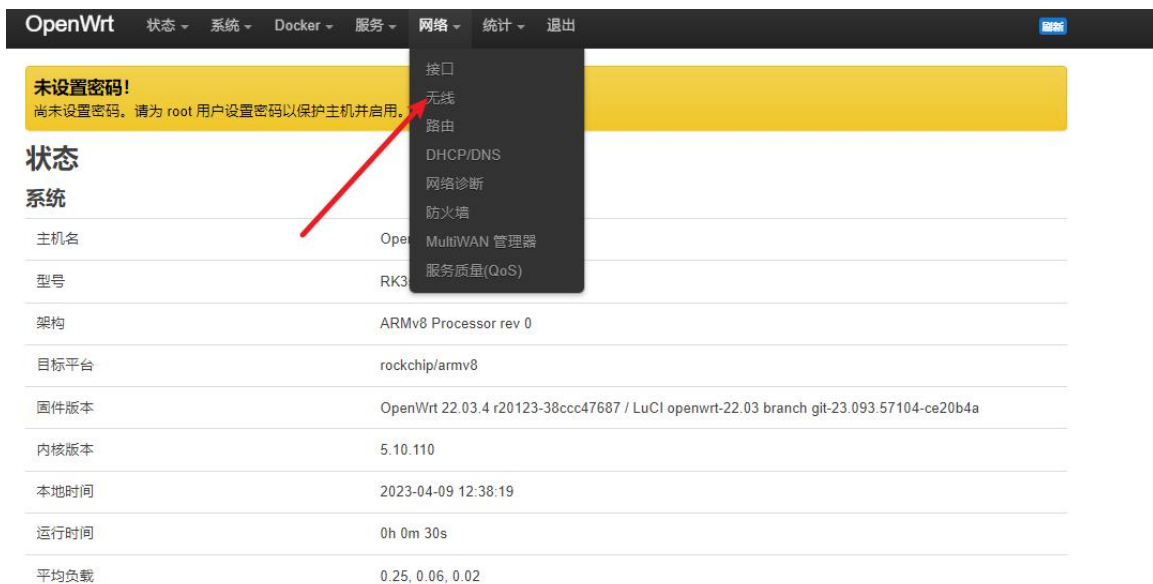 OpenWrt 状态 系统 Docker 服务 网络 统计 退出 刷新
接口
无线
路由
DHCP/DNS
网络诊断
防火墙
MultiWAN 管理器
服务质量(QoS)
未设置密码!
尚未设置密码。请为 root 用户设置密码以保护主机并启用。
状态
系统
主机名 Ope
型号 RK3
架构 ARMv8 Processor rev 0
目标平台 rockchip/armv8
固件版本 OpenWrt 22.03.4 r20123-38ccc47687 / LuCI openwrt-22.03 branch git-23.093.57104-ce20b4a
内核版本 5.10.110
本地时间 2023-04-09 12:38:19
运行时间 0h 0m 30s
平均负载 0.25, 0.06, 0.02